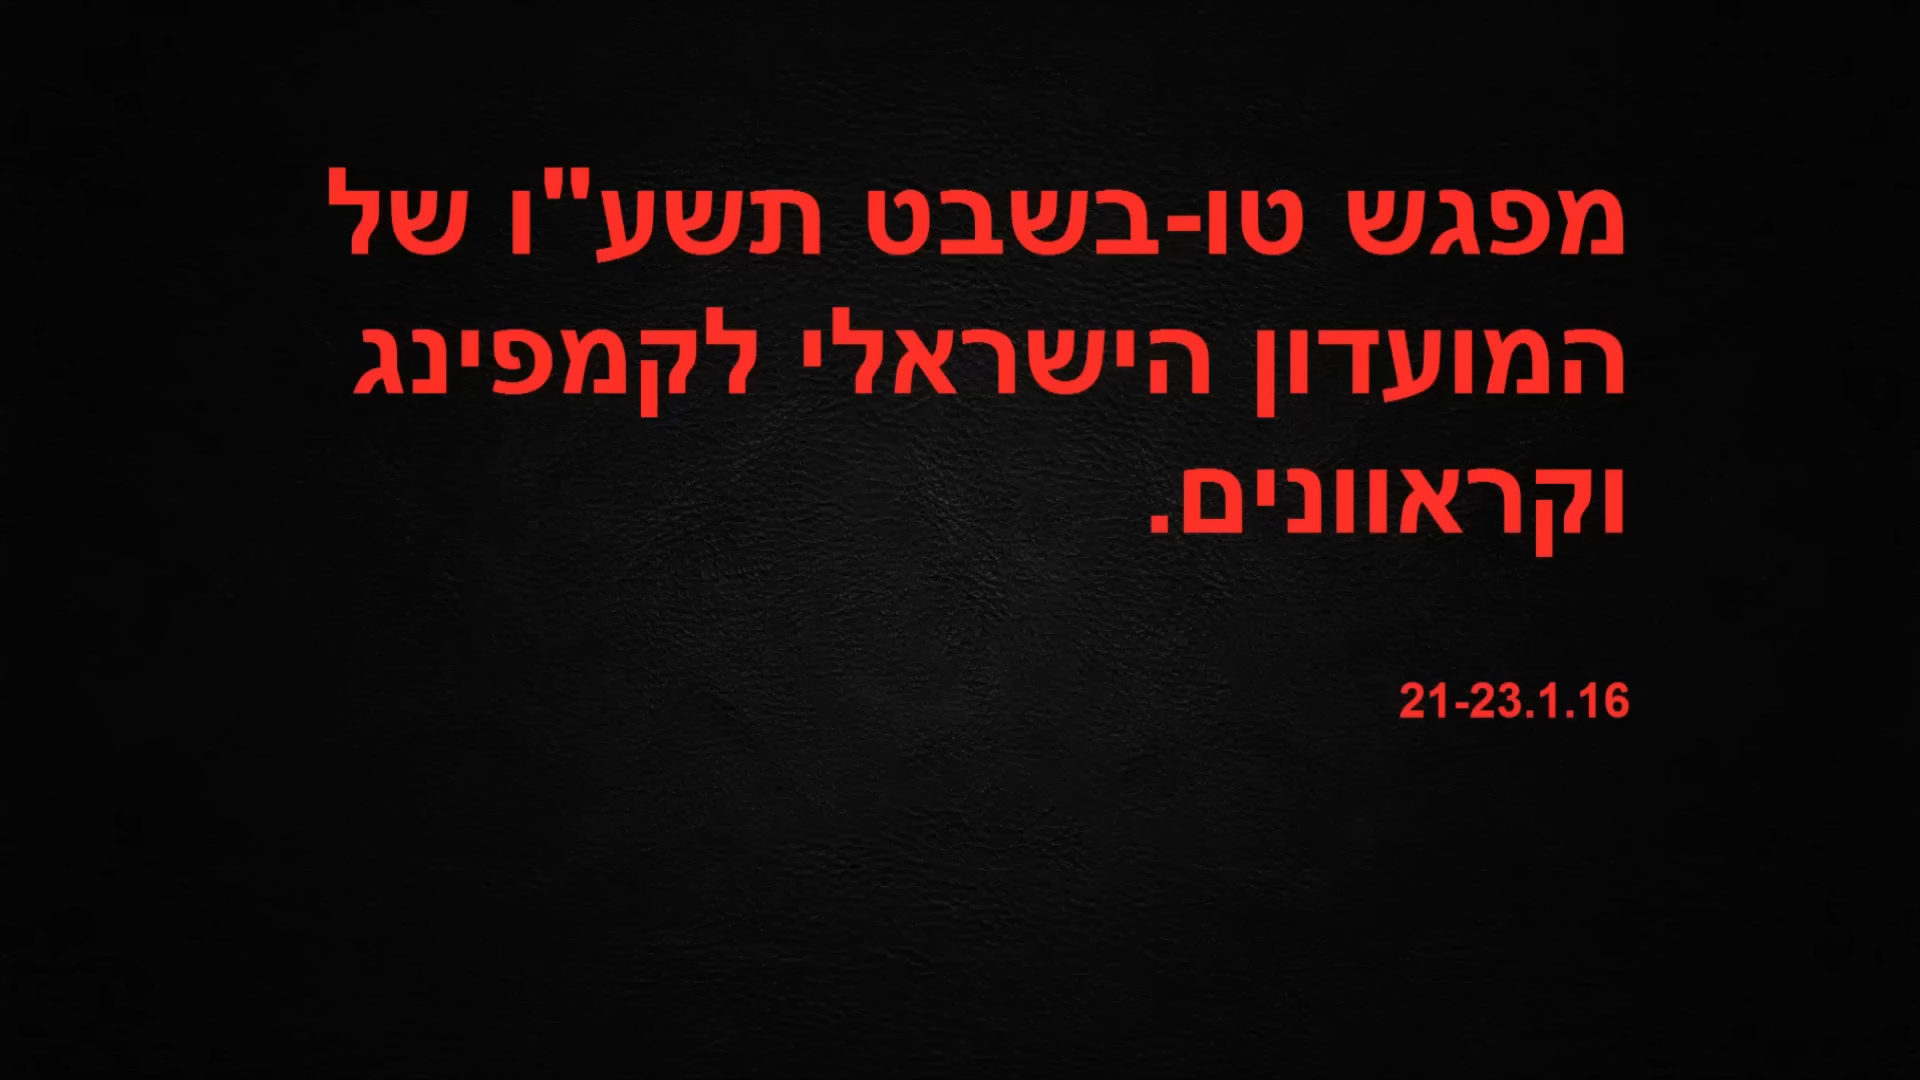 מפגש טו-בשבט תשע"ו של
המועדון הישראלי לקמפינג
וקראוונים.
21-23.1.16